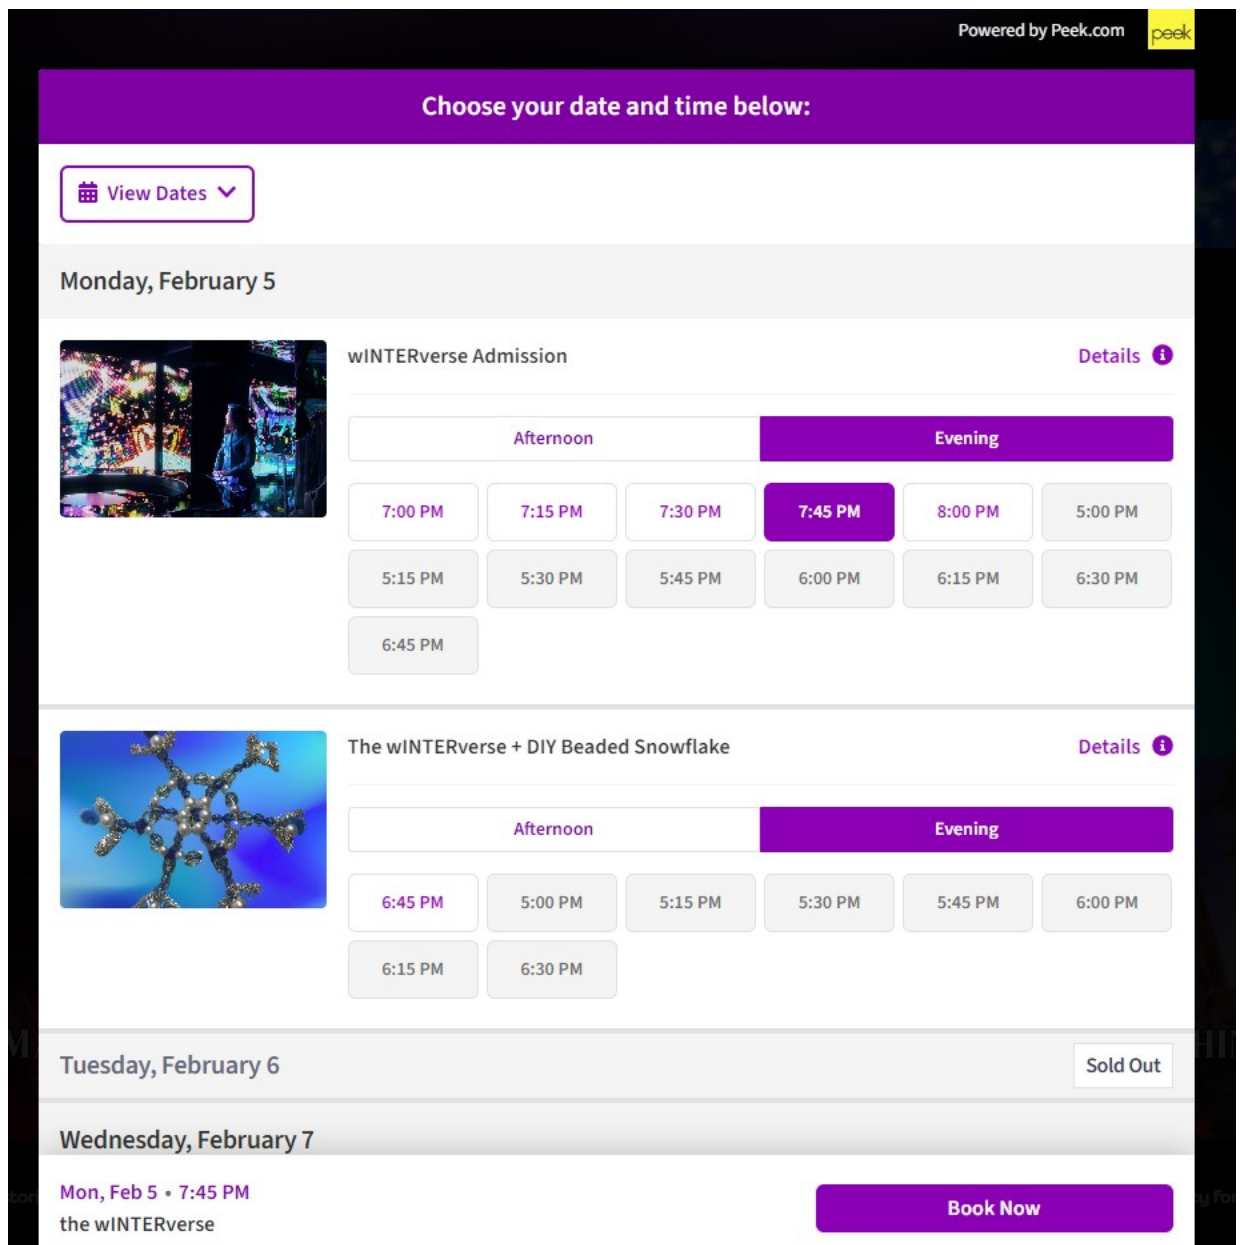 Powered by Peek.com
peek
Choose your date and time below:
View Dates
Monday, February 5
wINTERverse Admission
Details
Afternoon Evening
7:00 PM 7:15 PM 7:30 PM 7:45 PM 8:00 PM 5:00 PM
5:15 PM 5:30 PM 5:45 PM 6:00 PM 6:15 PM 6:30 PM
6:45 PM
The wINTERverse + DIY Beaded Snowflake
Details
Afternoon Evening
6:45 PM 5:00 PM 5:15 PM 5:30 PM 5:45 PM 6:00 PM
6:15 PM 6:30 PM
Tuesday, February 6
Sold Out
Wednesday, February 7
Mon, Feb 5 • 7:45 PM
the wINTERverse
Book Now